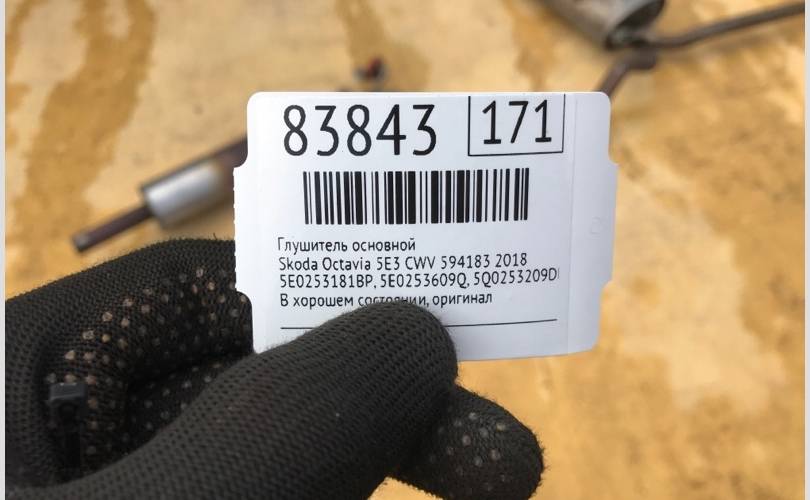 83843
171
Глушитель основной
Skoda Octavia 5E3 CWV 594183 2018
5E0253181BP, 5E0253609Q, 5Q0253209D
В хорошем состоянии, оригинал